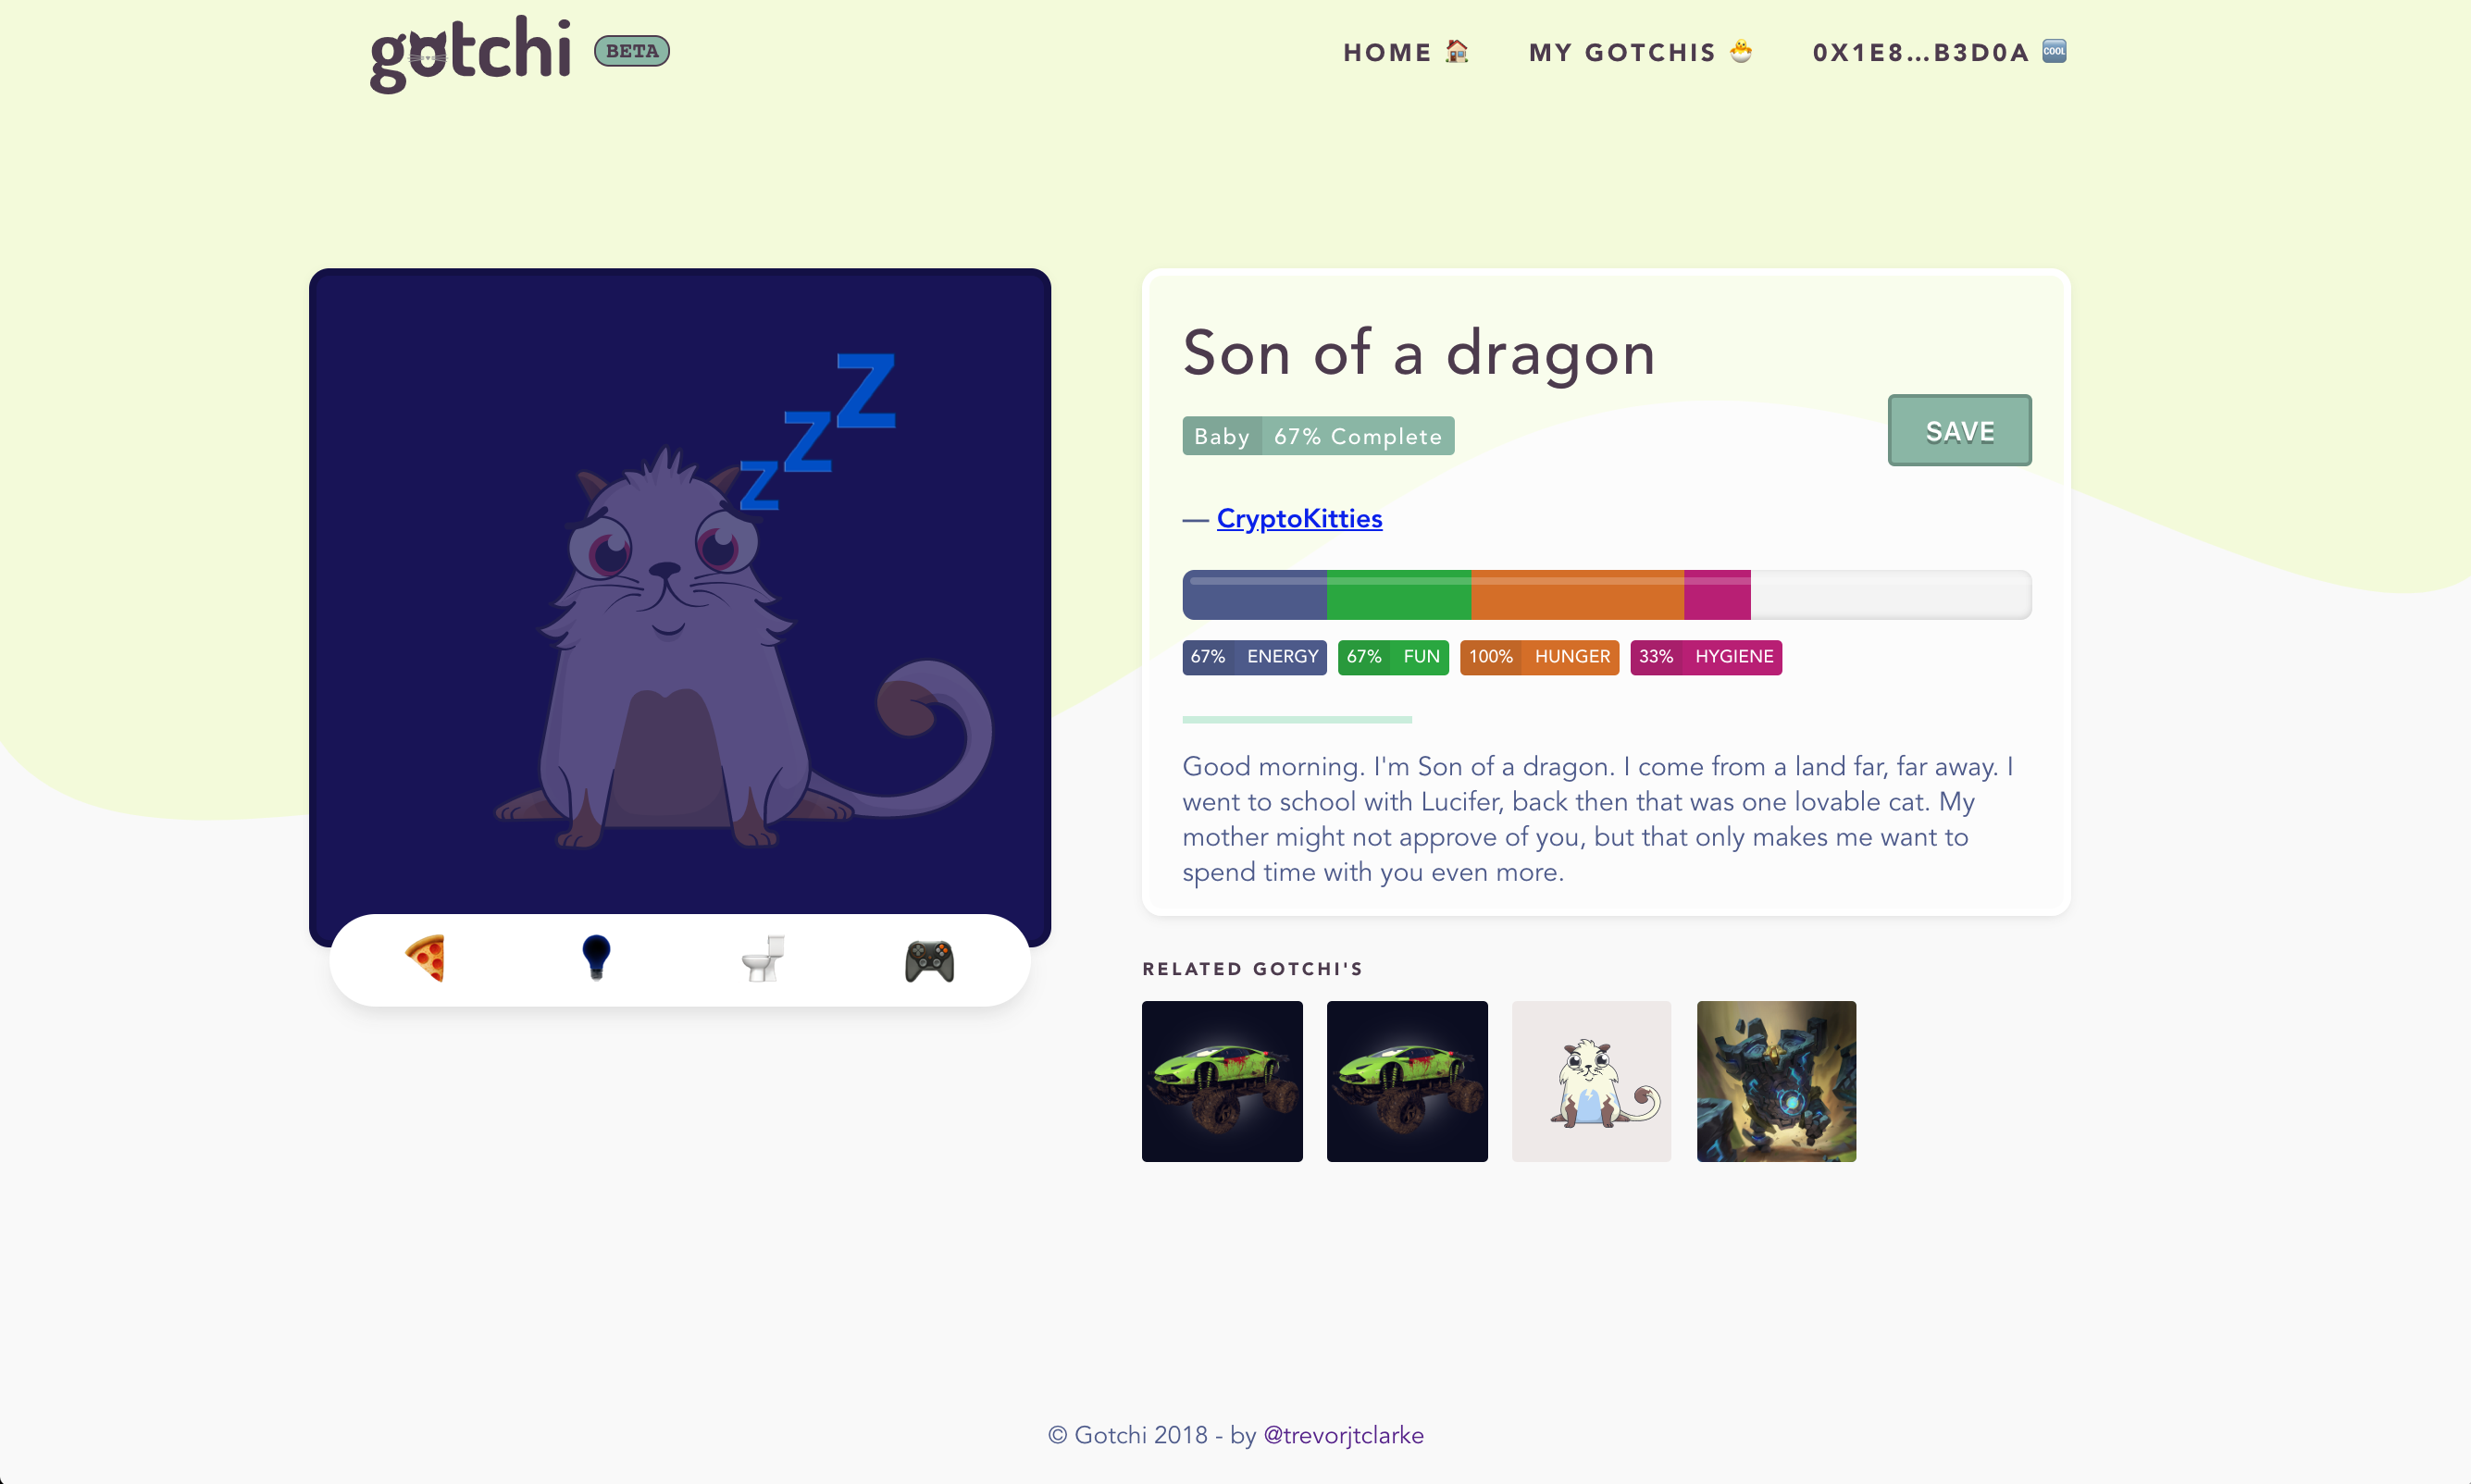 gotchi BETA
HOME 🏠 MY GOTCHIS 🐣 0X1E8...B3D0A 🆒
z z Z
Son of a dragon
Baby 67% Complete
SAVE
— CryptoKitties
67% ENERGY 67% FUN 100% HUNGER 33% HYGIENE
Good morning. I'm Son of a dragon. I come from a land far, far away. I
went to school with Lucifer, back then that was one lovable cat. My
mother might not approve of you, but that only makes me want to
spend time with you even more.
RELATED GOTCHI'S
© Gotchi 2018 - by @trevorjtclarke